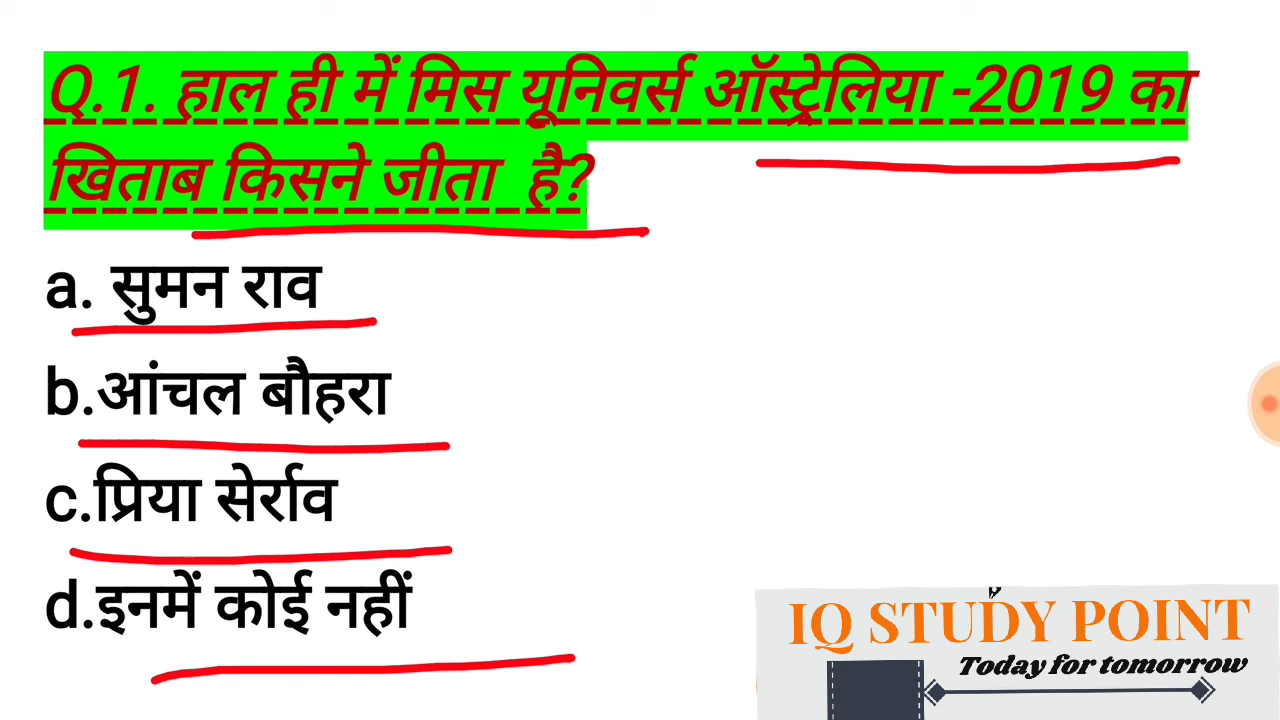 Q.1. हाल ही में मिस यूनिवर्स ऑस्ट्रेलिया -2019 का
खिताब किसने जीता है?
a. सुमन राव
b.आंचल बौहरा
c.प्रिया सेर्राव
d.इनमें कोई नहीं
IQ STUDY POINT
Today for tomorrow